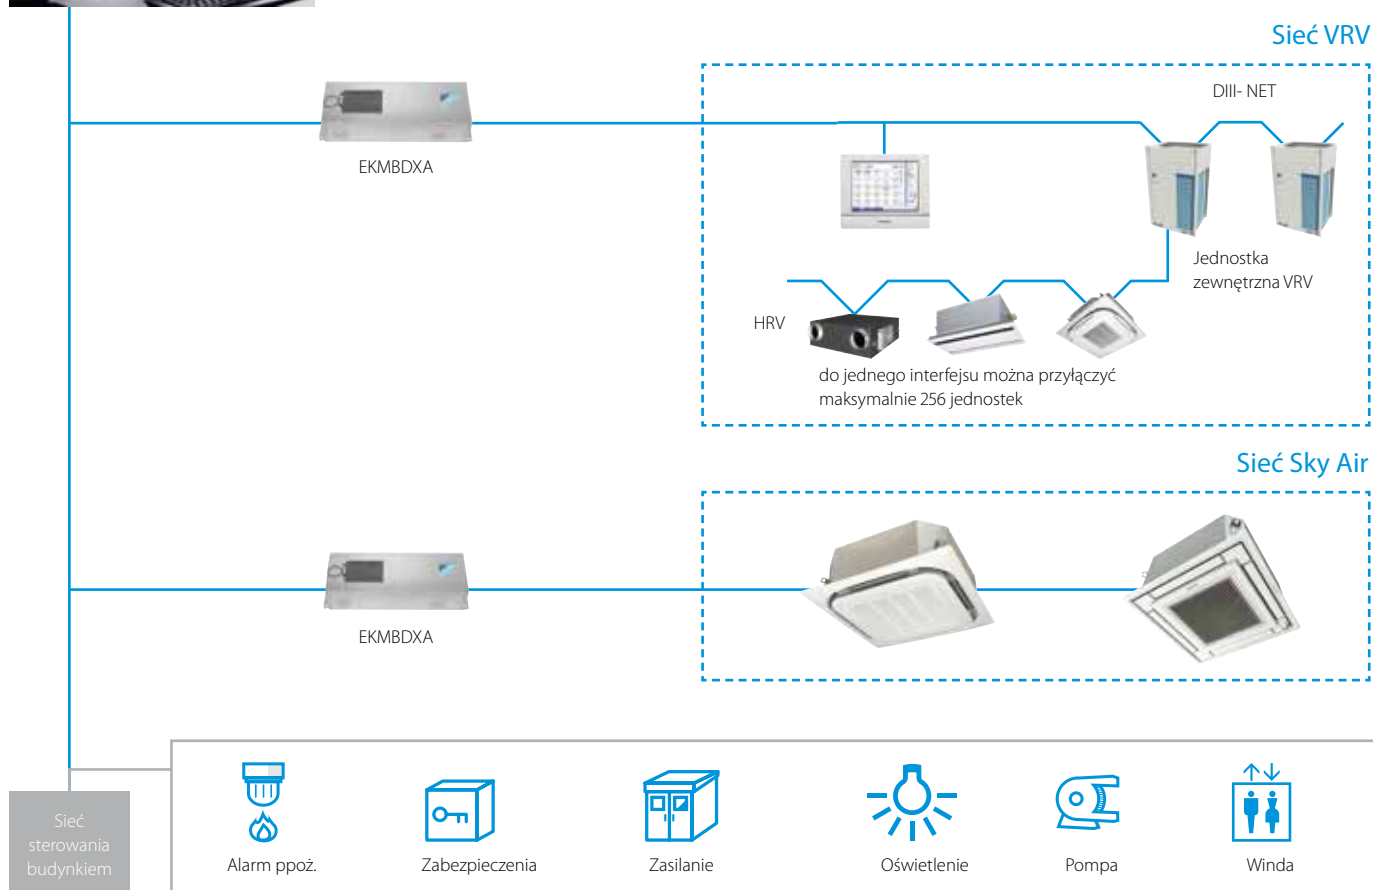 Sieć VRV
DIII- NET
EKMBDXA
Jednostka
zewnętrzna VRV
HRV
do jednego interfejsu można przyłączyć
maksymalnie 256 jednostek
Sieć Sky Air
EKMBDXA
Sieć
sterowania
budynkiem
Alarm ppoż.
Zabezpieczenia
Zasilanie
Oświetlenie
Pompa
Winda